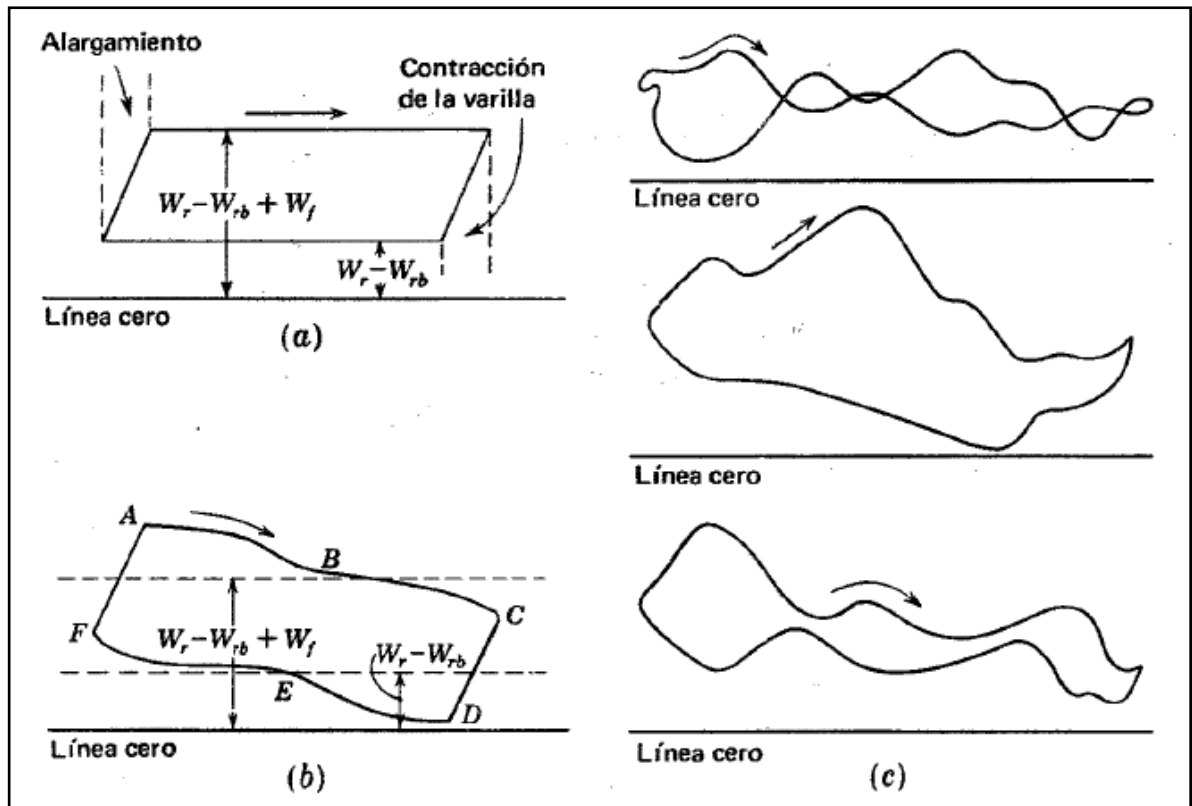 Alargamiento
Contracción
de la varilla
W_r – W_rb + W_f
W_r – W_rb
Línea cero
(a)
A
B
C
F
W_r – W_rb + W_f
W_r – W_rb
E
D
Línea cero
(b)
Línea cero
Línea cero
Línea cero
(c)